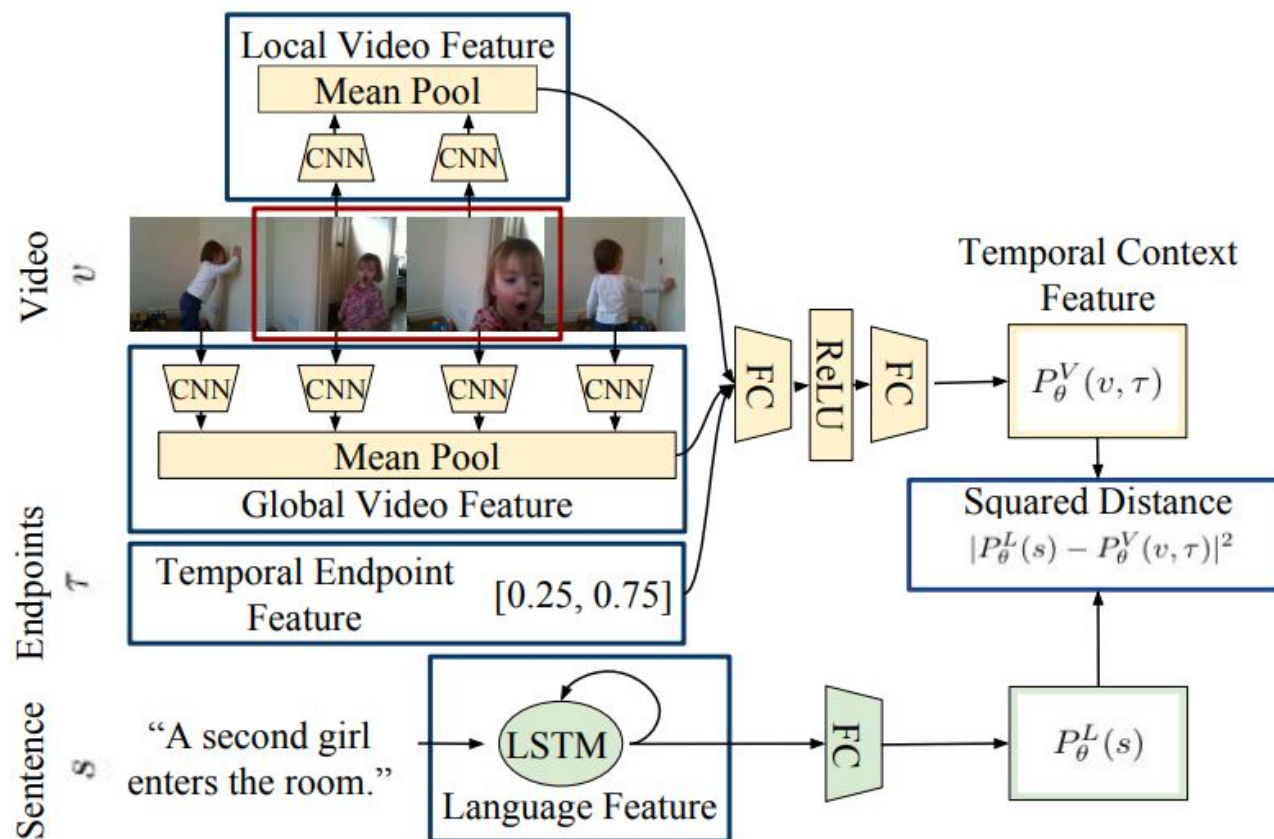 Local Video Feature
Mean Pool
CNN
CNN
Video
v
CNN
CNN
CNN
CNN
Mean Pool
Global Video Feature
Endpoints
τ
Temporal Endpoint
Feature
[0.25, 0.75]
FC
ReLU
FC
Temporal Context
Feature
P_θ^V(v, τ)
Squared Distance
|P_θ^L(s) − P_θ^V(v, τ)|²
Sentence
s
“A second girl
enters the room.”
LSTM
Language Feature
FC
P_θ^L(s)